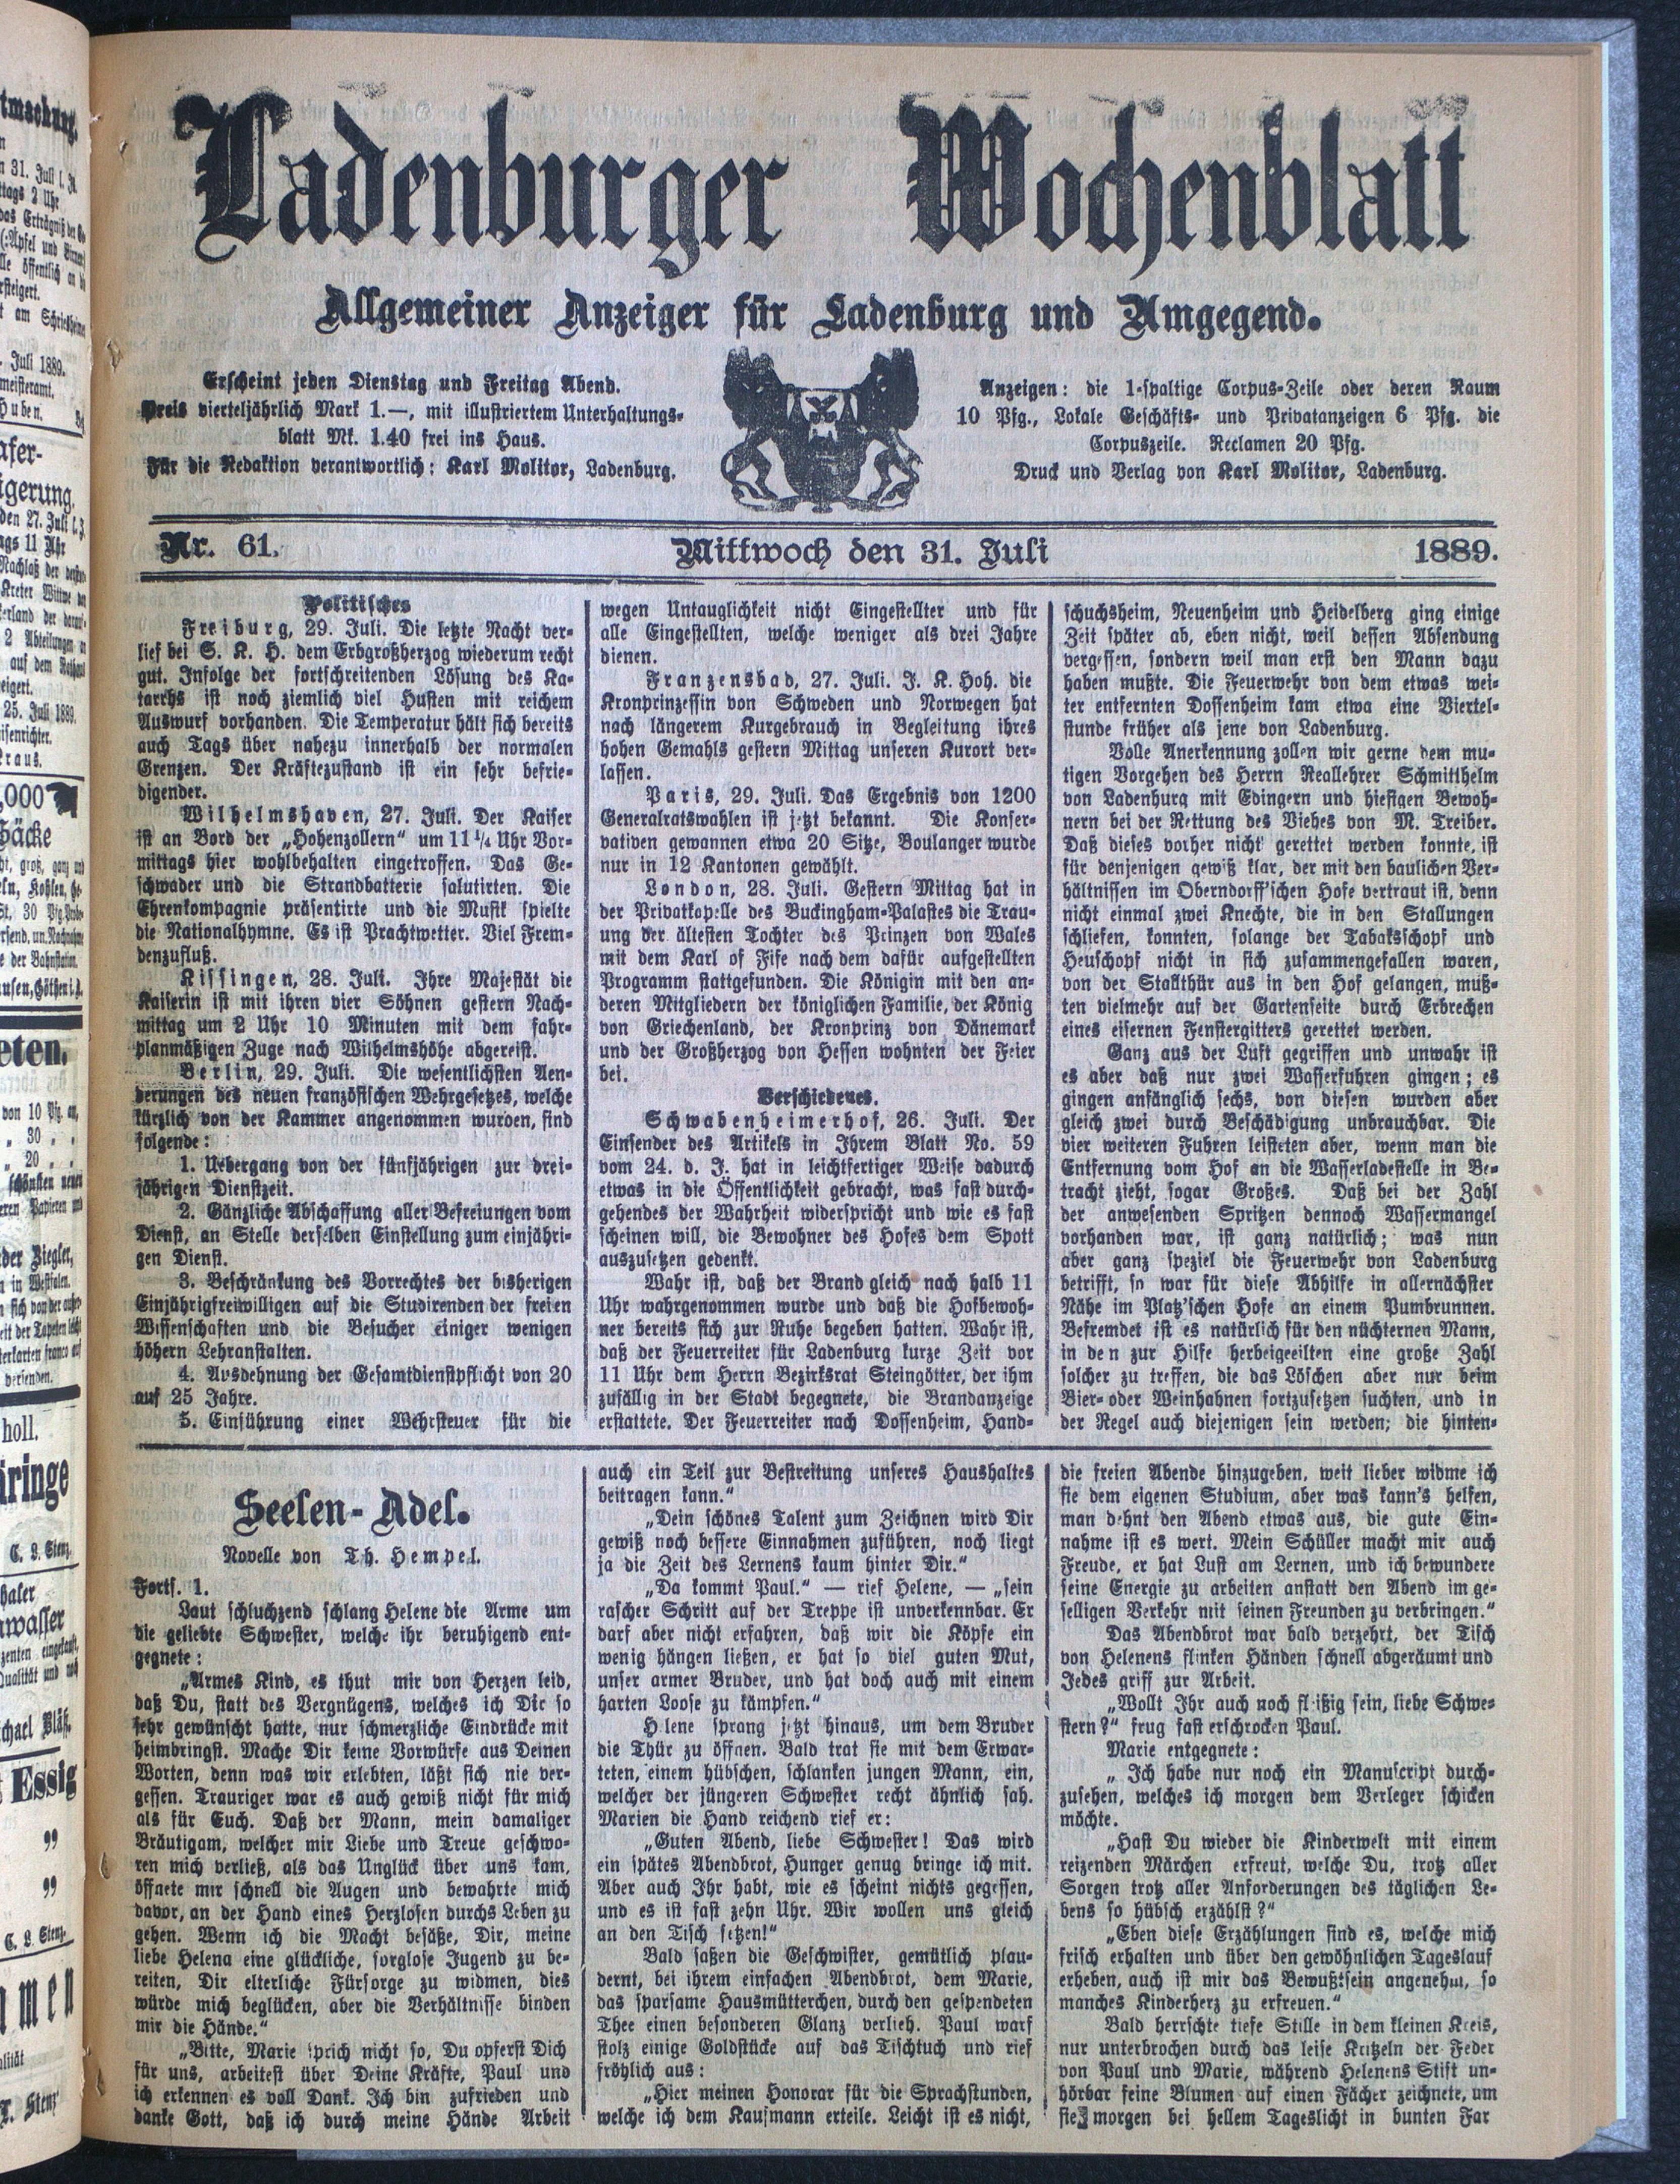 Ladenburger Wochenblatt
Allgemeiner Anzeiger für Ladenburg und Umgegend.
Erscheint jeden Dienstag und Freitag Abend.
Preis vierteljährlich Mark 1.—, mit illustriertem Unterhaltungs-
blatt Mk. 1.40 frei ins Haus.
Für die Redaktion verantwortlich: Karl Molitor, Ladenburg.
Anzeigen: die 1-spaltige Corpus-Zeile oder deren Raum
10 Pfg., Lokale Geschäfts- und Privatanzeigen 6 Pfg. die
Corpuszeile. Reclamen 20 Pfg.
Druck und Verlag von Karl Molitor, Ladenburg.
Nr. 61. Mittwoch den 31. Juli 1889.
Politisches
Freiburg, 29. Juli. Die letzte Nacht ver-
lief bei S. K. H. dem Erbgroßherzog wiederum recht
gut. Infolge der fortschreitenden Lösung des Ka-
tarrhs ist noch ziemlich viel Husten mit reichem
Auswurf vorhanden. Die Temperatur hält sich bereits
auch Tags über nahezu innerhalb der normalen
Grenzen. Der Kräftezustand ist ein sehr befrie-
digender.
Wilhelmshaven, 27. Juli. Der Kaiser
ist an Bord der „Hohenzollern“ um 11¼ Uhr Vor-
mittags hier wohlbehalten eingetroffen. Das Ge-
schwader und die Strandbatterie salutirten. Die
Ehrenkompagnie präsentirte und die Musik spielte
die Nationalhymne. Es ist Prachtwetter. Viel Frem-
denzufluß.
Kissingen, 28. Juli. Ihre Majestät die
Kaiserin ist mit ihren vier Söhnen gestern Nach-
mittag um 2 Uhr 10 Minuten mit dem fahr-
planmäßigen Zuge nach Wilhelmshöhe abgereist.
Berlin, 29. Juli. Die wesentlichsten Aen-
derungen des neuen französischen Wehrgesetzes, welche
kürzlich von der Kammer angenommen wurden, sind
folgende:
1. Uebergang von der fünfjährigen zur drei-
jährigen Dienstzeit.
2. Gänzliche Abschaffung aller Befreiungen vom
Dienst, an Stelle derselben Einstellung zum einjähri-
gen Dienst.
3. Beschränkung des Vorrechtes der bisherigen
Einjährigfreiwilligen auf die Studirenden der freien
Wissenschaften und die Besucher einiger wenigen
höhern Lehranstalten.
4. Ausdehnung der Gesamtdienstpflicht von 20
auf 25 Jahre.
5. Einführung einer Wehrsteuer für die
wegen Untauglichkeit nicht Eingestellter und für
alle Eingestellten, welche weniger als drei Jahre
dienen.
Franzensbad, 27. Juli. J. K. Hoh. die
Kronprinzessin von Schweden und Norwegen hat
nach längerem Kurgebrauch in Begleitung ihres
hohen Gemahls gestern Mittag unseren Kurort ver-
lassen.
Paris, 29. Juli. Das Ergebnis von 1200
Generalratswahlen ist jetzt bekannt. Die Konser-
vativen gewannen etwa 20 Sitze, Boulanger wurde
nur in 12 Kantonen gewählt.
London, 28. Juli. Gestern Mittag hat in
der Privatkapelle des Buckingham-Palastes die Trau-
ung der ältesten Tochter des Prinzen von Wales
mit dem Karl of Fife nach dem dafür aufgestellten
Programm stattgefunden. Die Königin mit den an-
deren Mitgliedern der königlichen Familie, der König
von Griechenland, der Kronprinz von Dänemark
und der Großherzog von Hessen wohnten der Feier
bei.
Verschiedenes.
Schwabenheimerhof, 26. Juli. Der
Einsender des Artikels in Ihrem Blatt No. 59
vom 24. d. J. hat in leichtfertiger Weise dadurch
etwas in die Öffentlichkeit gebracht, was fast durch-
gehendes der Wahrheit widerspricht und wie es fast
scheinen will, die Bewohner des Hofes dem Spott
auszusetzen gedenkt.
Wahr ist, daß der Brand gleich nach halb 11
Uhr wahrgenommen wurde und daß die Hofbewoh-
ner bereits sich zur Ruhe begeben hatten. Wahr ist,
daß der Feuerreiter für Ladenburg kurze Zeit vor
11 Uhr dem Herrn Bezirksrat Steingötter, der ihm
zufällig in der Stadt begegnete, die Brandanzeige
erstattete. Der Feuerreiter nach Dossenheim, Hand-
schuchsheim, Neuenheim und Heidelberg ging einige
Zeit später ab, eben nicht, weil dessen Absendung
vergessen, sondern weil man erst den Mann dazu
haben mußte. Die Feuerwehr von dem etwas wei-
ter entfernten Dossenheim kam etwa eine Viertel-
stunde früher als jene von Ladenburg.
Volle Anerkennung zollen wir gerne dem mu-
tigen Vorgehen des Herrn Reallehrer Schmitlhelm
von Ladenburg mit Edingern und hiesigen Bewoh-
nern bei der Rettung des Viehes von M. Treiber.
Daß dieses vorher nicht gerettet werden konnte, ist
für denjenigen gewiß klar, der mit den baulichen Ver-
hältnissen im Oberndorff'schen Hofe vertraut ist, denn
nicht einmal zwei Knechte, die in den Stallungen
schliefen, konnten, solange der Tabaksschopf und
Heuschopf nicht in sich zusammengefallen waren,
von der Stallthür aus in den Hof gelangen, muß-
ten vielmehr auf der Gartenseite durch Erbrechen
eines eisernen Fenstergitters gerettet werden.
Ganz aus der Luft gegriffen und unwahr ist
es aber daß nur zwei Wasserfuhren gingen; es
gingen anfänglich sechs, von diesen wurden aber
gleich zwei durch Beschädigung unbrauchbar. Die
vier weiteren Fuhren leisteten aber, wenn man die
Entfernung vom Hof an die Wasserladestelle in Be-
tracht zieht, sogar Großes. Daß bei der Zahl
der anwesenden Spritzen dennoch Wassermangel
vorhanden war, ist ganz natürlich; was nun
aber ganz speziel die Feuerwehr von Ladenburg
betrifft, so war für diese Abhilfe in allernächster
Nähe im Platz'schen Hofe an einem Pumbrunnen.
Befremdet ist es natürlich für den nüchternen Mann,
in den zur Hilfe herbeigeeilten eine große Zahl
solcher zu treffen, die das Löschen aber nur beim
Bier- oder Weinhahnen fortzusetzen suchten, und in
der Regel auch diejenigen sein werden; die hinten-
Seelen-Adel.
Novelle von Th. Hempel.
Forts. 1.
Laut schluchzend schlang Helene die Arme um
die geliebte Schwester, welche ihr beruhigend ent-
gegnete:
„Armes Kind, es thut mir von Herzen leid,
daß Du, statt des Vergnügens, welches ich Dir so
sehr gewünscht hatte, nur schmerzliche Eindrücke mit
heimbringst. Mache Dir keine Vorwürfe aus Deinen
Worten, denn was wir erlebten, läßt sich nie ver-
gessen. Trauriger war es auch gewiß nicht für mich
als für Euch. Daß der Mann, mein damaliger
Bräutigam, welcher mir Liebe und Treue geschwo-
ren mich verließ, als das Unglück über uns kam,
öffnete mir schnell die Augen und bewahrte mich
davor, an der Hand eines Herzlosen durchs Leben zu
gehen. Wenn ich die Macht besäße, Dir, meine
liebe Helena eine glückliche, sorglose Jugend zu be-
reiten, Dir elterliche Fürsorge zu widmen, dies
würde mich beglücken, aber die Verhältnisse binden
mir die Hände.“
„Bitte, Marie sprich nicht so, Du opferst Dich
für uns, arbeitest über Deine Kräfte, Paul und
ich erkennen es voll Dank. Ich bin zufrieden und
danke Gott, daß ich durch meine Hände Arbeit
auch ein Teil zur Bestreitung unseres Haushaltes
beitragen kann.“
„Dein schönes Talent zum Zeichnen wird Dir
gewiß noch bessere Einnahmen zuführen, noch liegt
ja die Zeit des Lernens kaum hinter Dir.“
„Da kommt Paul.“ — rief Helene, — „sein
rascher Schritt auf der Treppe ist unverkennbar. Er
darf aber nicht erfahren, daß wir die Köpfe ein
wenig hängen ließen, er hat so viel guten Mut,
unser armer Bruder, und hat doch auch mit einem
harten Loose zu kämpfen.“
H lene sprang jetzt hinaus, um dem Bruder
die Thür zu öffnen. Bald trat sie mit dem Erwar-
teten, einem hübschen, schlanken jungen Mann, ein,
welcher der jüngeren Schwester recht ähnlich sah.
Marien die Hand reichend rief er:
„Guten Abend, liebe Schwester! Das wird
ein spätes Abendbrot, Hunger genug bringe ich mit.
Aber auch Ihr habt, wie es scheint nichts gegessen,
und es ist fast zehn Uhr. Wir wollen uns gleich
an den Tisch setzen!“
Bald saßen die Geschwister, gemütlich plau-
dernt, bei ihrem einfachen Abendbrot, dem Marie,
das sparsame Hausmütterchen, durch den gespendeten
Thee einen besonderen Glanz verlieh. Paul warf
stolz einige Goldstücke auf das Tischtuch und rief
fröhlich aus:
„Hier meinen Honorar für die Sprachstunden,
welche ich dem Kaufmann erteile. Leicht ist es nicht,
die freien Abende hinzugeben, weit lieber widme ich
sie dem eigenen Studium, aber was kann's helfen,
man dehnt den Abend etwas aus, die gute Ein-
nahme ist es wert. Mein Schüller macht mir auch
Freude, er hat Lust am Lernen, und ich bewundere
seine Energie zu arbeiten anstatt den Abend im ge-
selligen Verkehr mit seinen Freunden zu verbringen.“
Das Abendbrot war bald verzehrt, der Tisch
von Helenens flinken Händen schnell abgeräumt und
Jedes griff zur Arbeit.
„Wollt Ihr auch noch fleißig sein, liebe Schwe-
stern?“ frug fast erschrocken Paul.
Marie entgegnete:
„ Ich habe nur noch ein Manuscript durch-
zusehen, welches ich morgen dem Verleger schicken
möchte.
„Hast Du wieder die Kinderwelt mit einem
reizenden Märchen erfreut, welche Du, trotz aller
Sorgen trotz aller Anforderungen des täglichen Le-
bens so hübsch erzählst?“
„Eben diese Erzählungen sind es, welche mich
frisch erhalten und über den gewöhnlichen Tageslauf
erheben, auch ist mir das Bewußtsein angenehm, so
manches Kinderherz zu erfreuen.“
Bald herrschte tiefe Stille in dem kleinen Kreis,
nur unterbrochen durch das leise Kritzeln der Feder
von Paul und Marie, während Helenens Stift un-
hörbar feine Blumen auf einen Fächer zeichnete, um
sie morgen bei hellem Tageslicht in bunten Far